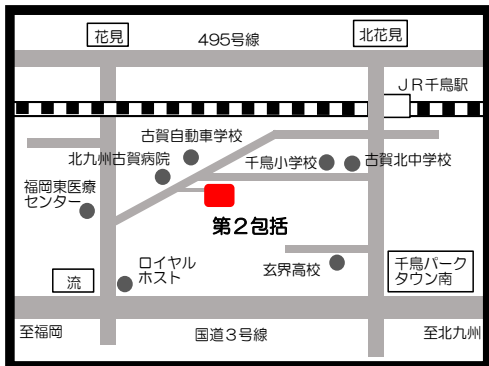 花見
495号線
北花見
ＪＲ千鳥駅
古賀自動車学校
北九州古賀病院
千鳥小学校
古賀北中学校
福岡東医療
センター
第２包括
ロイヤル
ホスト
玄界高校
千鳥パーク
タウン南
流
至福岡
国道３号線
至北九州